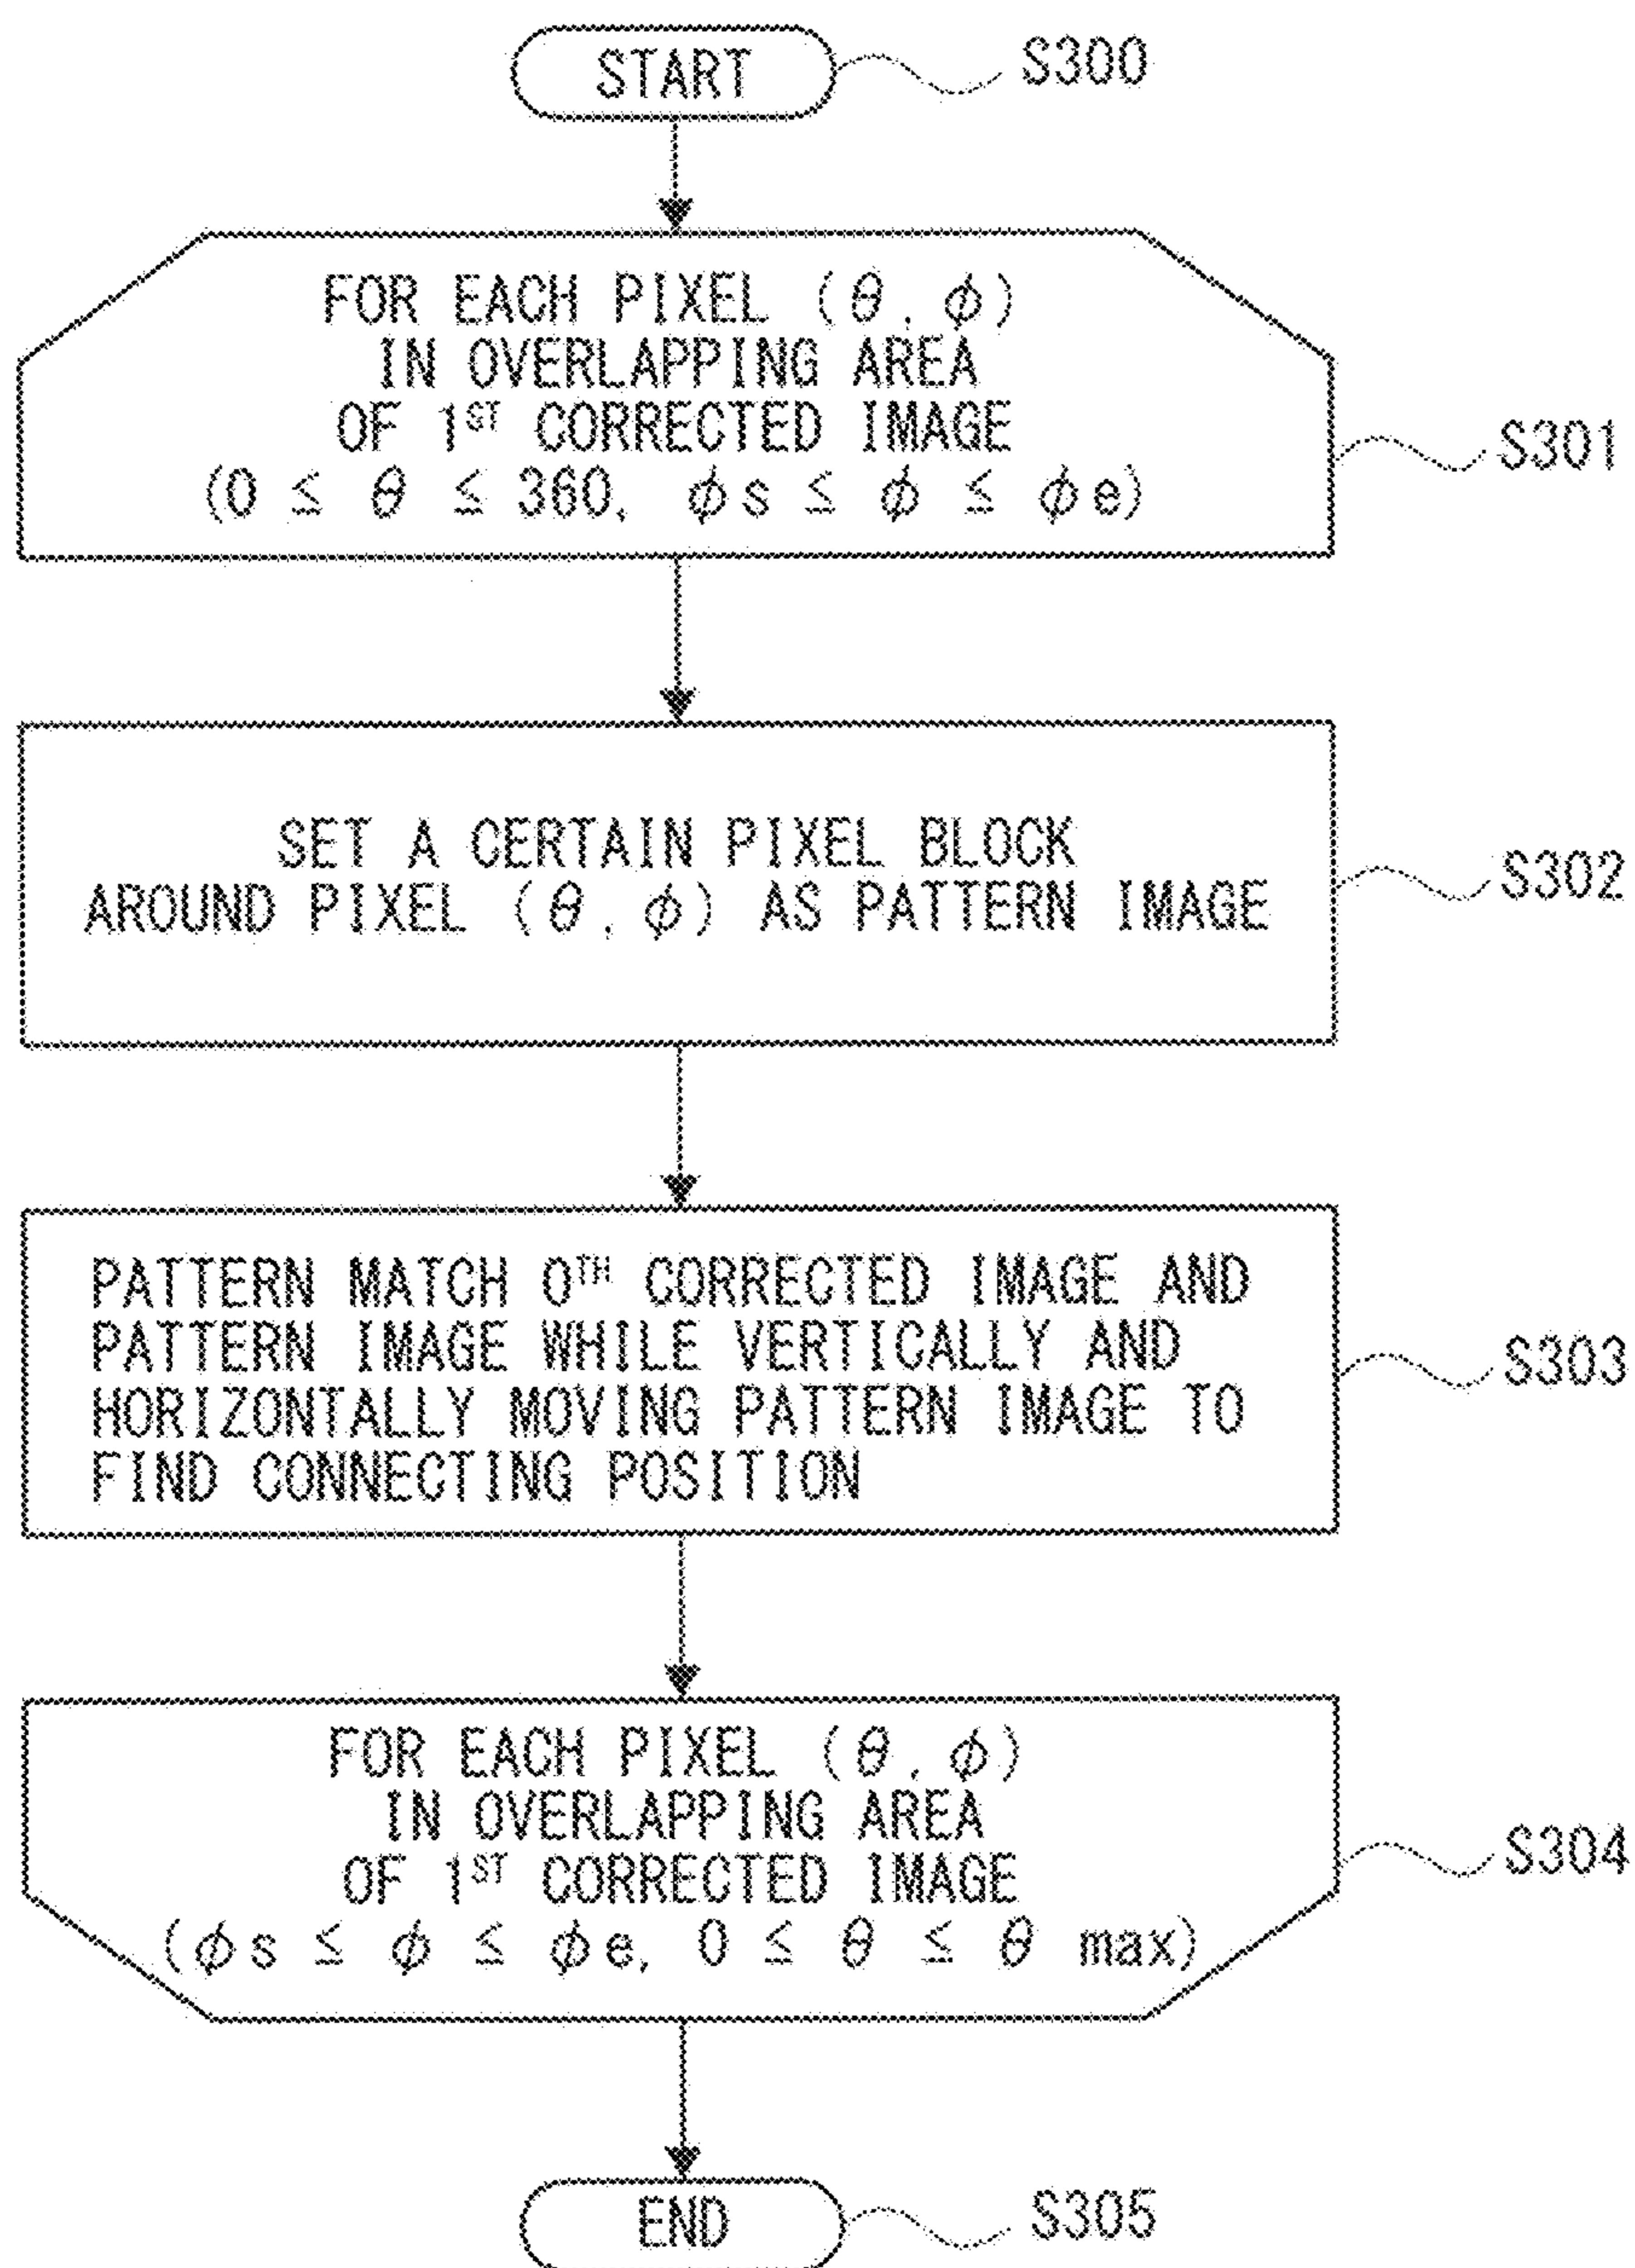 START
S300
FOR EACH PIXEL (θ, φ)
IN OVERLAPPING AREA
OF 1ST CORRECTED IMAGE
(0 ≦ θ ≦ 360, φs ≦ φ ≦ φe)
S301
SET A CERTAIN PIXEL BLOCK
AROUND PIXEL (θ, φ) AS PATTERN IMAGE
S302
PATTERN MATCH 0TH CORRECTED IMAGE AND
PATTERN IMAGE WHILE VERTICALLY AND
HORIZONTALLY MOVING PATTERN IMAGE TO
FIND CONNECTING POSITION
S303
FOR EACH PIXEL (θ, φ)
IN OVERLAPPING AREA
OF 1ST CORRECTED IMAGE
(φs ≦ φ ≦ φe, 0 ≦ θ ≦ θ max)
S304
END
S305